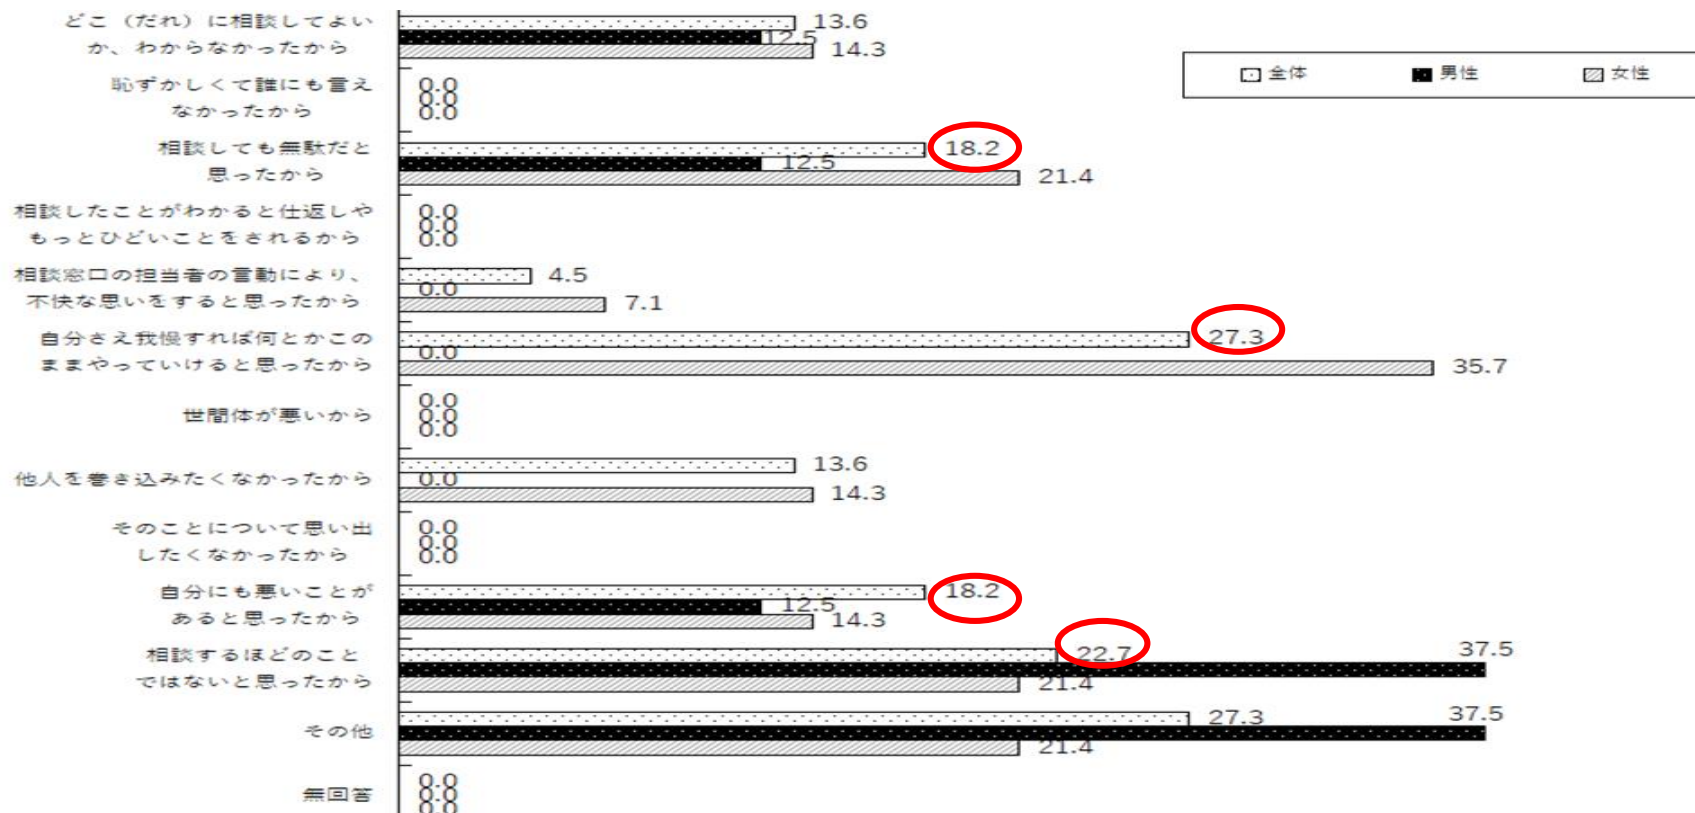 どこ（だれ）に相談してよい
か、わからなかったから
13.6
12.5
14.3
全体
男性
女性
恥ずかしくて誰にも言え
なかったから
0.0
0.0
0.0
相談しても無駄だと
思ったから
18.2
12.5
21.4
相談したことがわかると仕返しや
もっとひどいことをされるから
0.0
0.0
0.0
相談窓口の担当者の言動により、
不快な思いをすると思ったから
4.5
0.0
7.1
自分さえ我慢すれば何とかこの
ままやっていけると思ったから
27.3
0.0
35.7
世間体が悪いから
0.0
0.0
0.0
他人を巻き込みたくなかったから
13.6
0.0
14.3
そのことについて思い出
したくなかったから
0.0
0.0
0.0
自分にも悪いことが
あると思ったから
18.2
12.5
14.3
相談するほどのこと
ではないと思ったから
22.7
37.5
21.4
その他
27.3
37.5
21.4
無回答
0.0
0.0
0.0